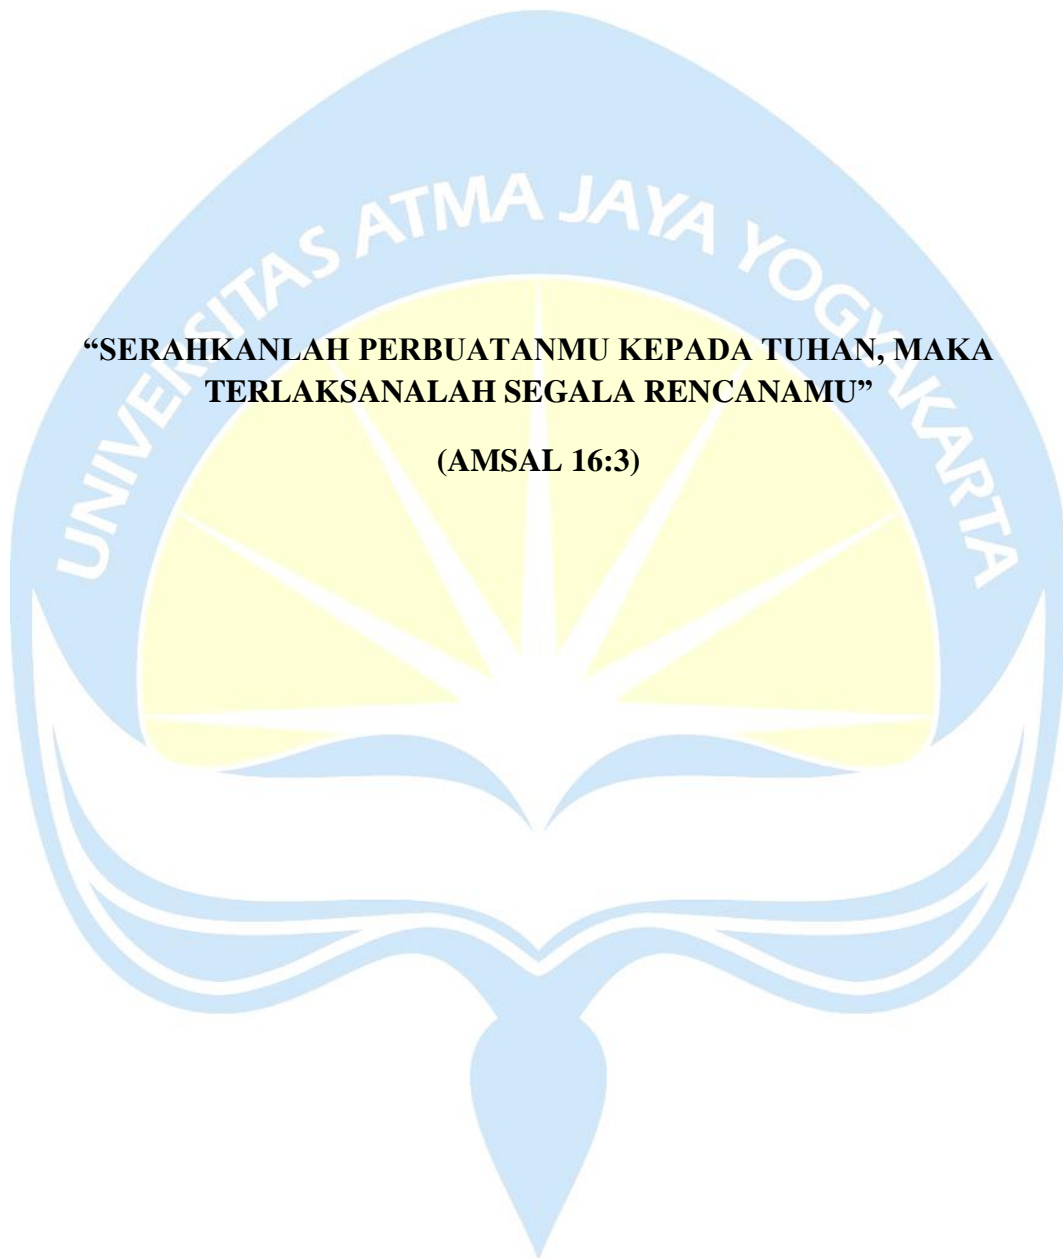 UNIVERSITAS ATMA JAYA YOGYAKARTA
“SERAHKANLAH PERBUATANMU KEPADA TUHAN, MAKA
TERLAKSANALAH SEGALA RENCANAMU”
(AMSAL 16:3)